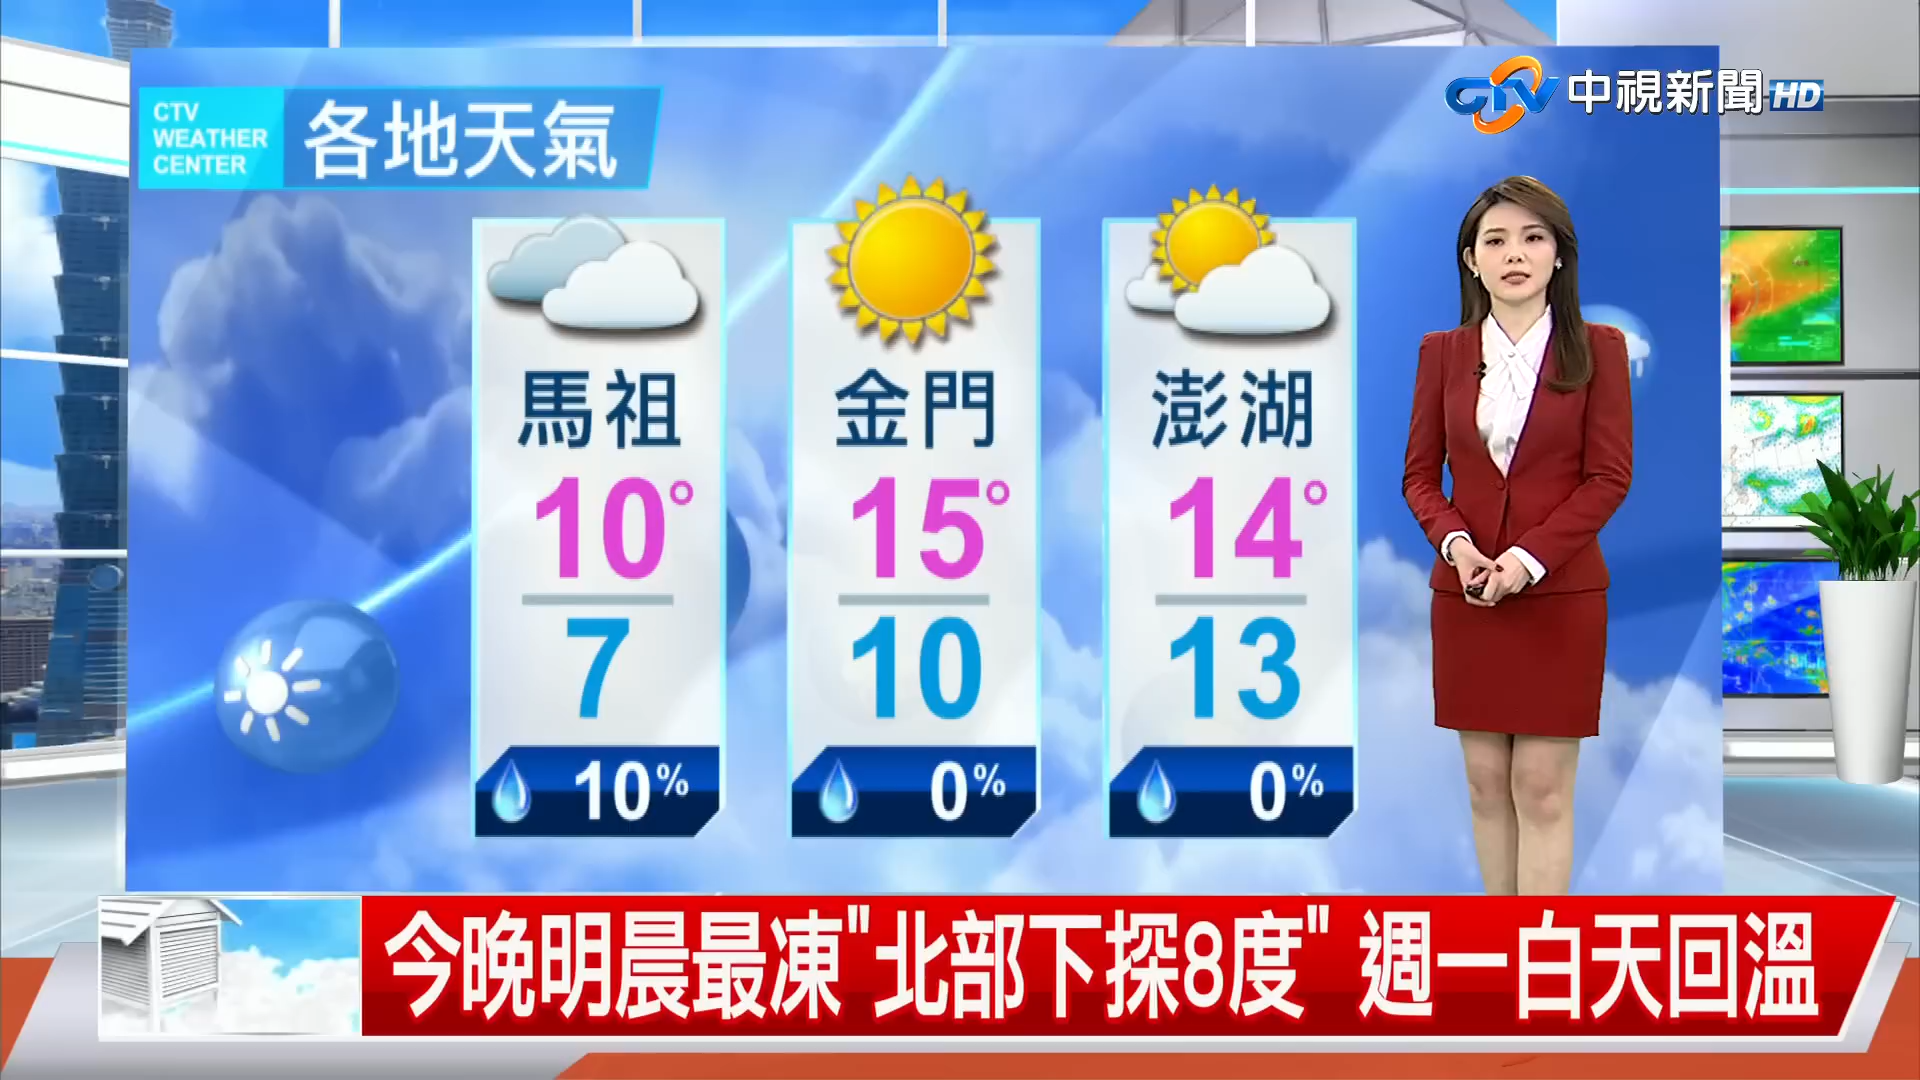 CTV
WEATHER
CENTER
各地天氣
CTV 中視新聞 HD
馬祖
10°
7
10%
金門
15°
10
0%
澎湖
14°
13
0%
今晚明晨最凍"北部下探8度" 週一白天回溫